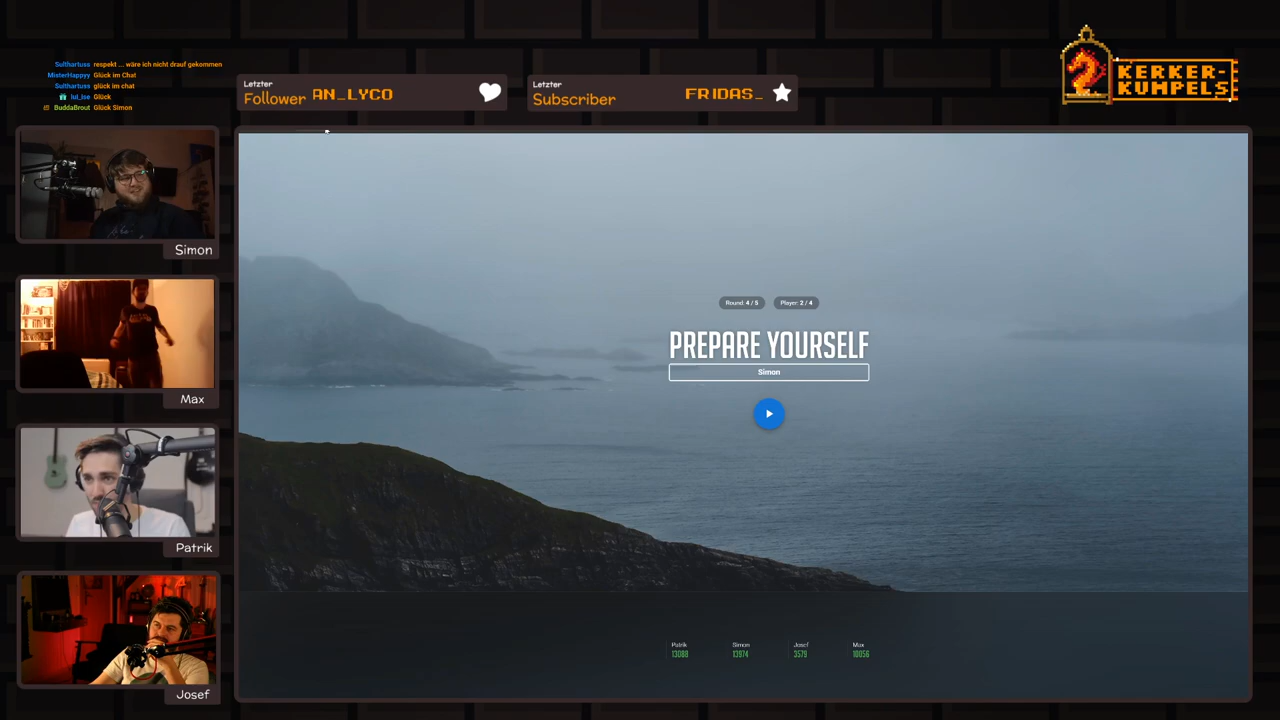 Sulthartuss respekt ... wäre ich nicht drauf gekommen
MisterHappyy Glück im Chat
Sulthartuss glück im chat
lul_ise Glück
BuddaBrout Glück Simon
Letzter
Follower AN_LYCO
Letzter
Subscriber FRIDAS_
KERKER-
KUMPELS
Simon
Max
Patrik
Josef
Round: 4 / 5 Player: 2 / 4
PREPARE YOURSELF
Simon
Patrik Simon Josef Max
13088 13974 3579 10056